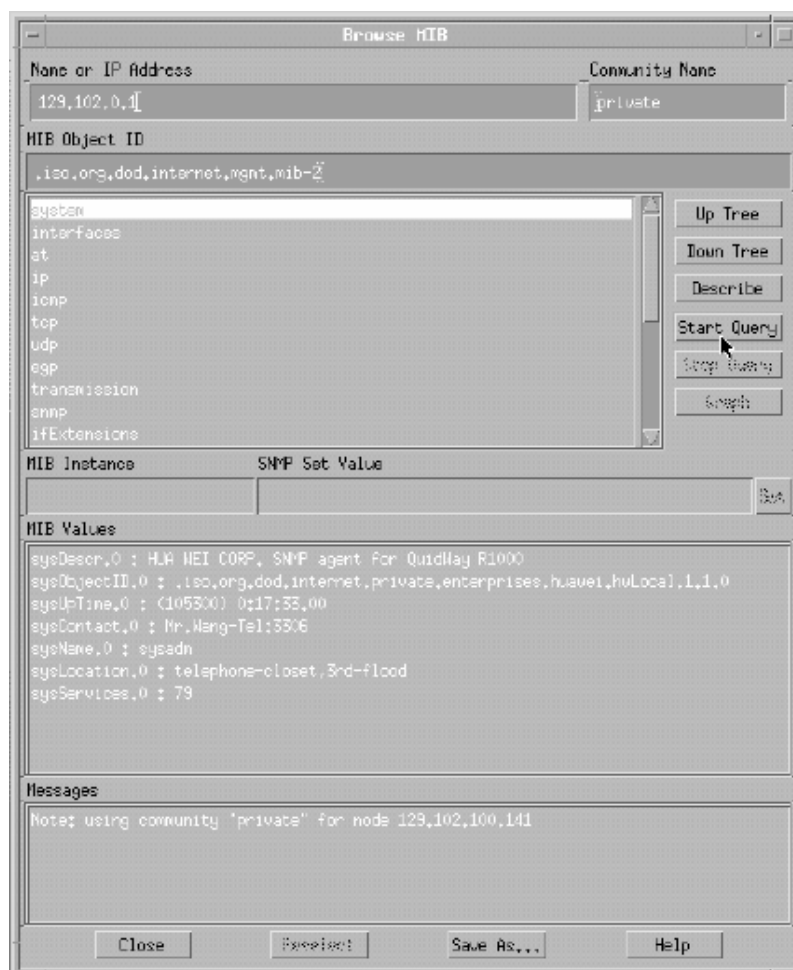 Browse MIB
Name or IP Address
Community Name
129.102.0.1
private
MIB Object ID
.iso.org.dod.internet.mgmt.mib-2
system
interfaces
at
ip
icmp
tcp
udp
egp
transmission
snmp
ifExtensions
Up Tree
Down Tree
Describe
Start Query
Stop Query
Graph
MIB Instance
SNMP Set Value
Set
MIB Values
sysDescr.0 : HUA WEI CORP. SNMP agent for QuidWay R1000
sysObjectID.0 : .iso.org.dod.internet.private.enterprises.huawei.hwLocal.1.1.0
sysUpTime.0 : (105300) 0:17:33.00
sysContact.0 : Mr.Wang-Tel:3306
sysName.0 : sysadm
sysLocation.0 : telephone-closet,3rd-flood
sysServices.0 : 79
Messages
Note: using community "private" for node 129.102.100.141
Close
Reselect
Save As...
Help